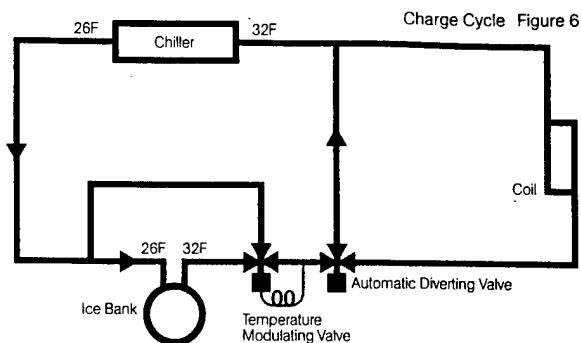 Charge Cycle Figure 6
26F
Chiller
32F
Coil
26F 32F
Ice Bank
Automatic Diverting Valve
Temperature
Modulating Valve